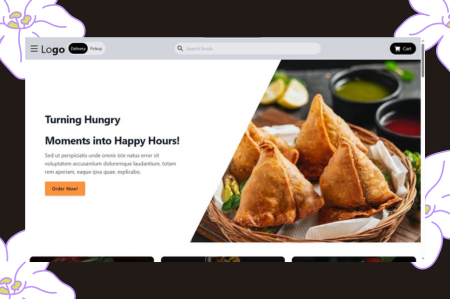 Logo
Delivery
Pickup
Search foods
Cart
Turning Hungry
Moments into Happy Hours!
Sed ut perspiciatis unde omnis iste natus error sit
voluptatem accusantium doloremque laudantium, totam
rem aperiam, eaque ipsa quae. explicabo.
Order Now!